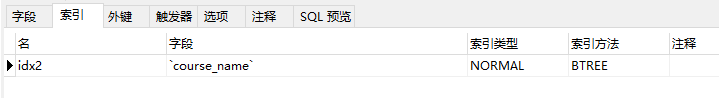 字段 索引 外键 触发器 选项 注释 SQL 预览
名 字段 索引类型 索引方法 注释
idx2 `course_name` NORMAL BTREE